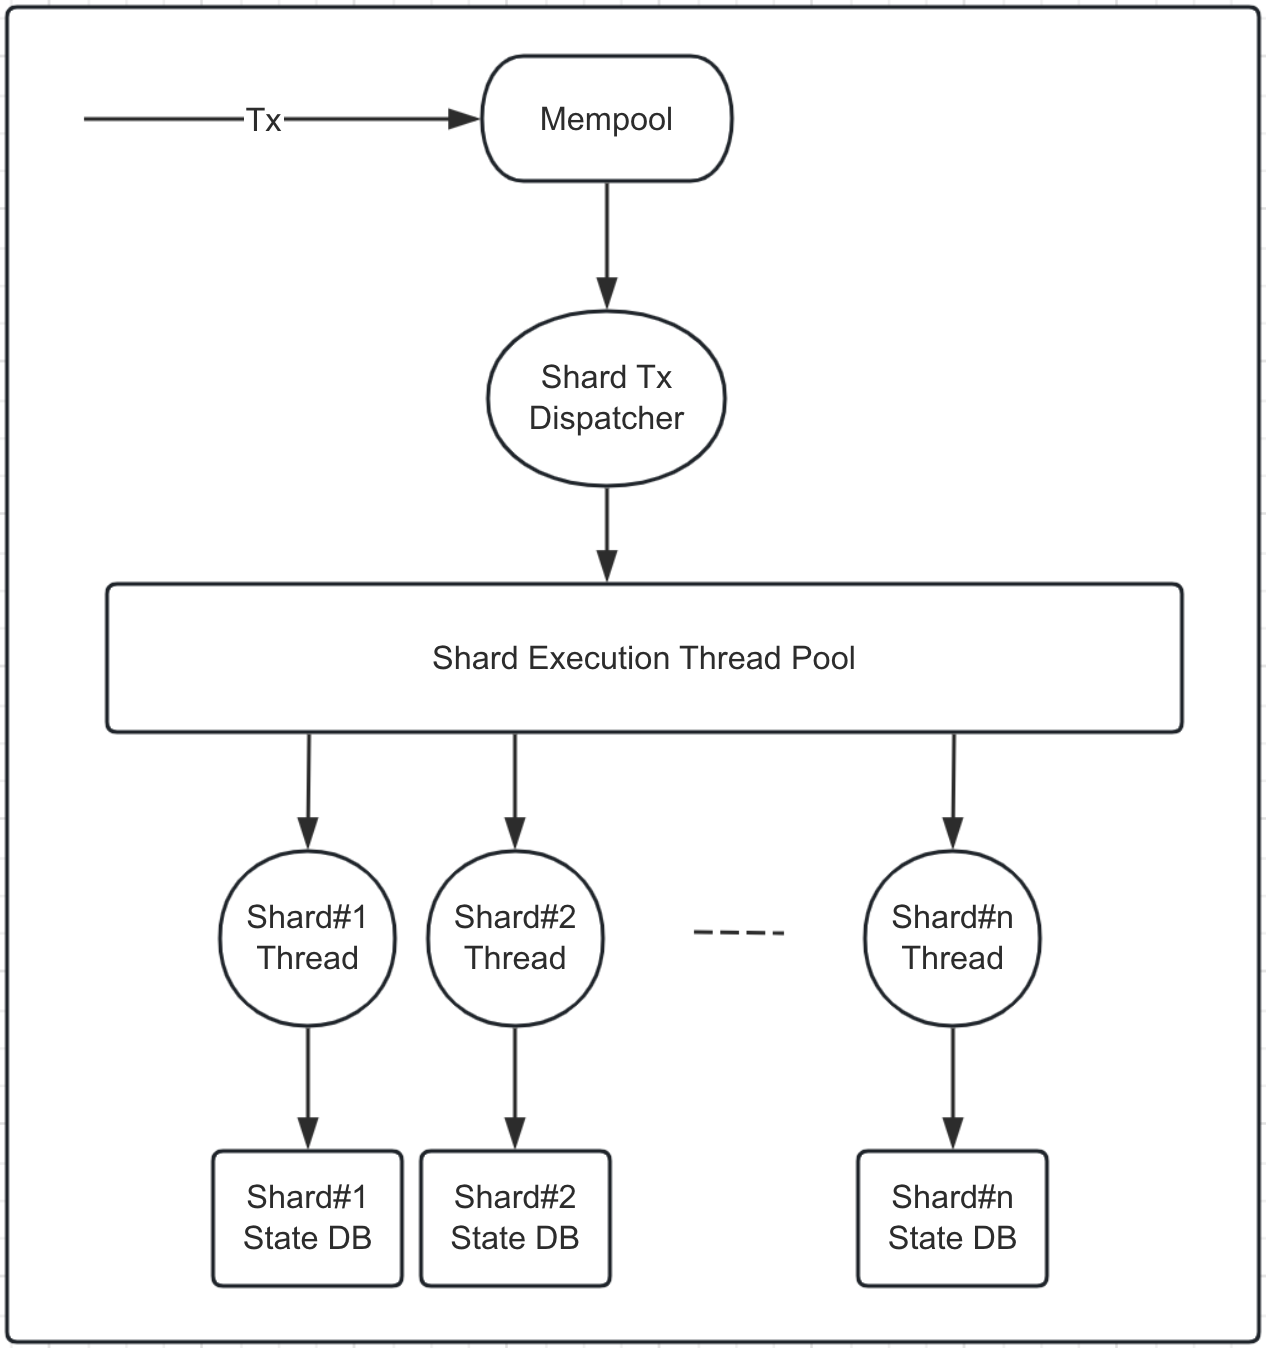 Tx
Mempool
Shard Tx
Dispatcher
Shard Execution Thread Pool
Shard#1
Thread
Shard#2
Thread
Shard#n
Thread
Shard#1
State DB
Shard#2
State DB
Shard#n
State DB